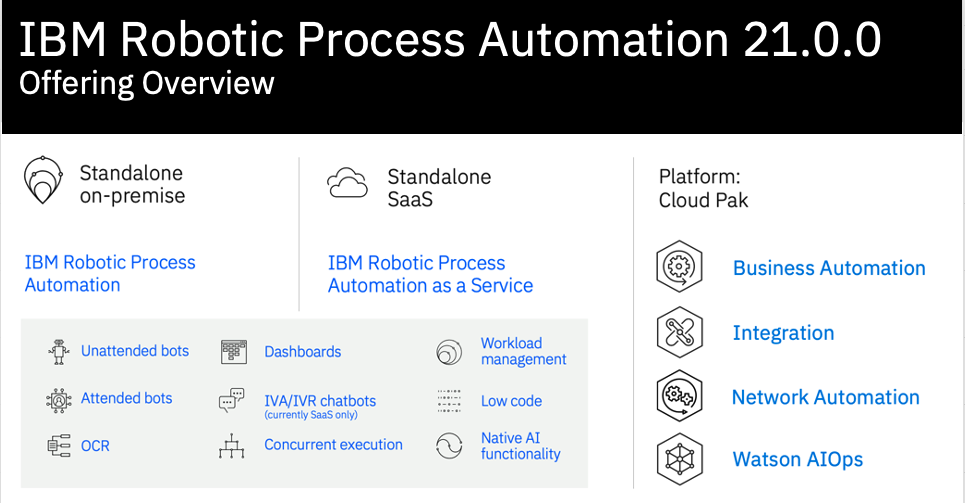 IBM Robotic Process Automation 21.0.0
Offering Overview
Standalone
on-premise
IBM Robotic Process
Automation
Standalone
SaaS
IBM Robotic Process
Automation as a Service
Unattended bots
Attended bots
OCR
Dashboards
IVA/IVR chatbots
(currently SaaS only)
Concurrent execution
Workload
management
Low code
Native AI
functionality
Platform:
Cloud Pak
Business Automation
Integration
Network Automation
Watson AIOps